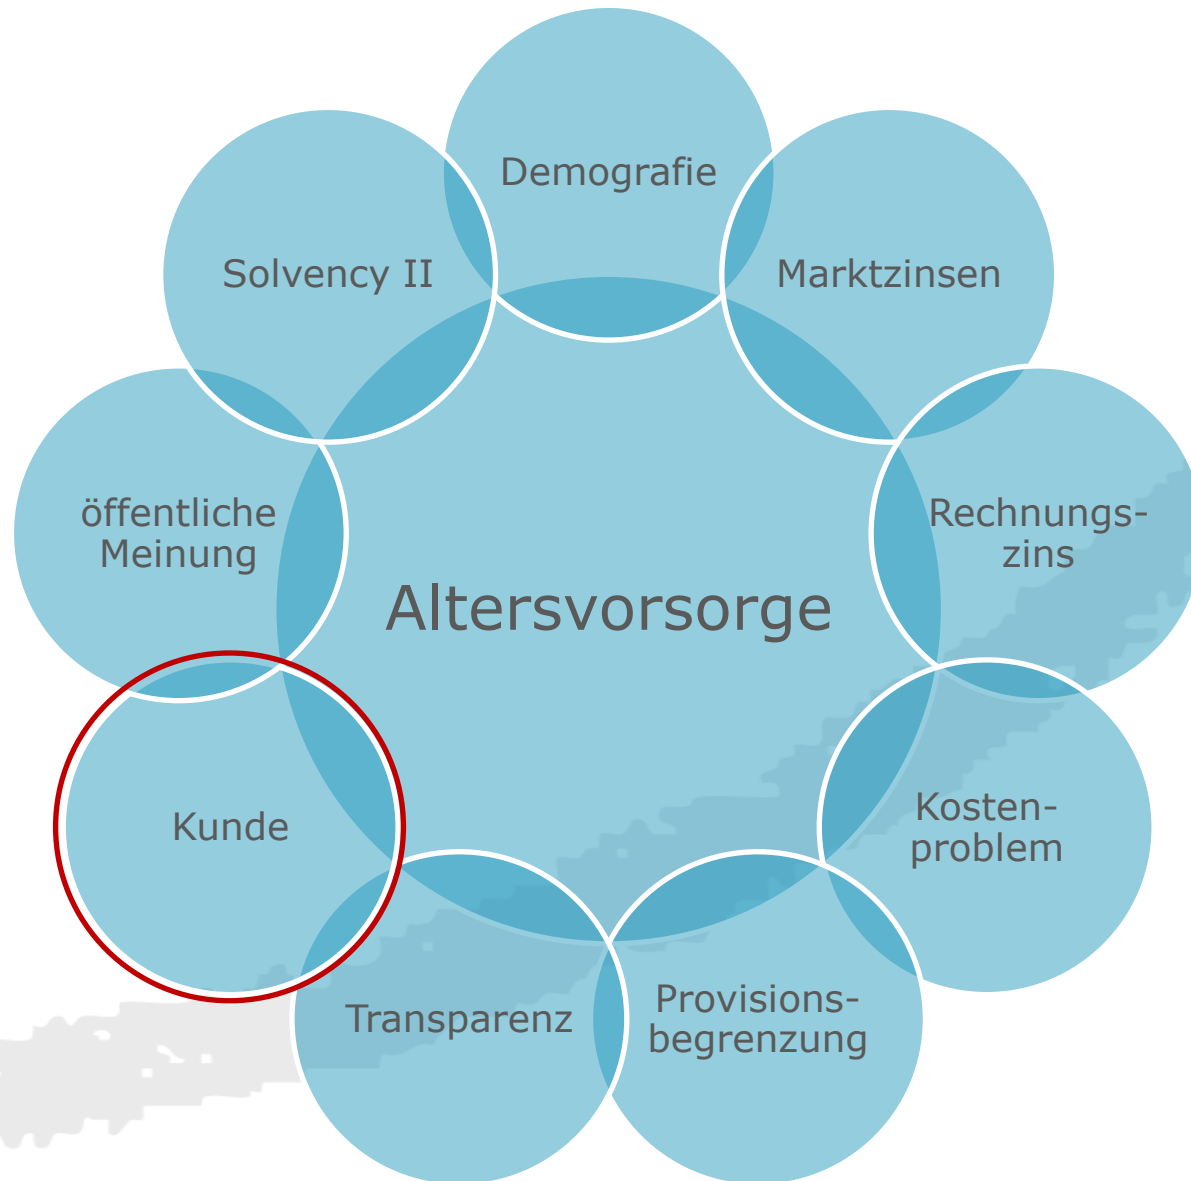 Demografie
Solvency II
Marktzinsen
öffentliche
Meinung
Rechnungs-
zins
Altersvorsorge
Kunde
Kosten-
problem
Transparenz
Provisions-
begrenzung